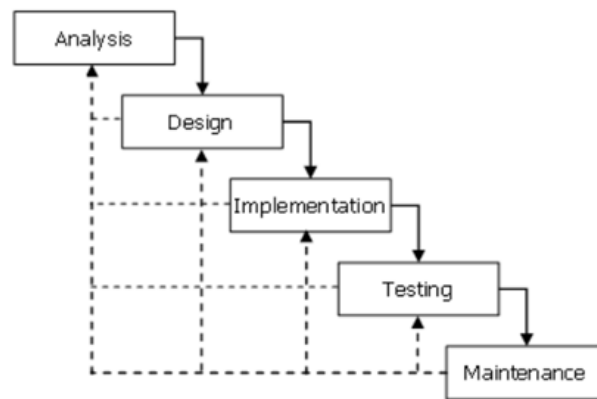 Analysis
Design
Implementation
Testing
Maintenance